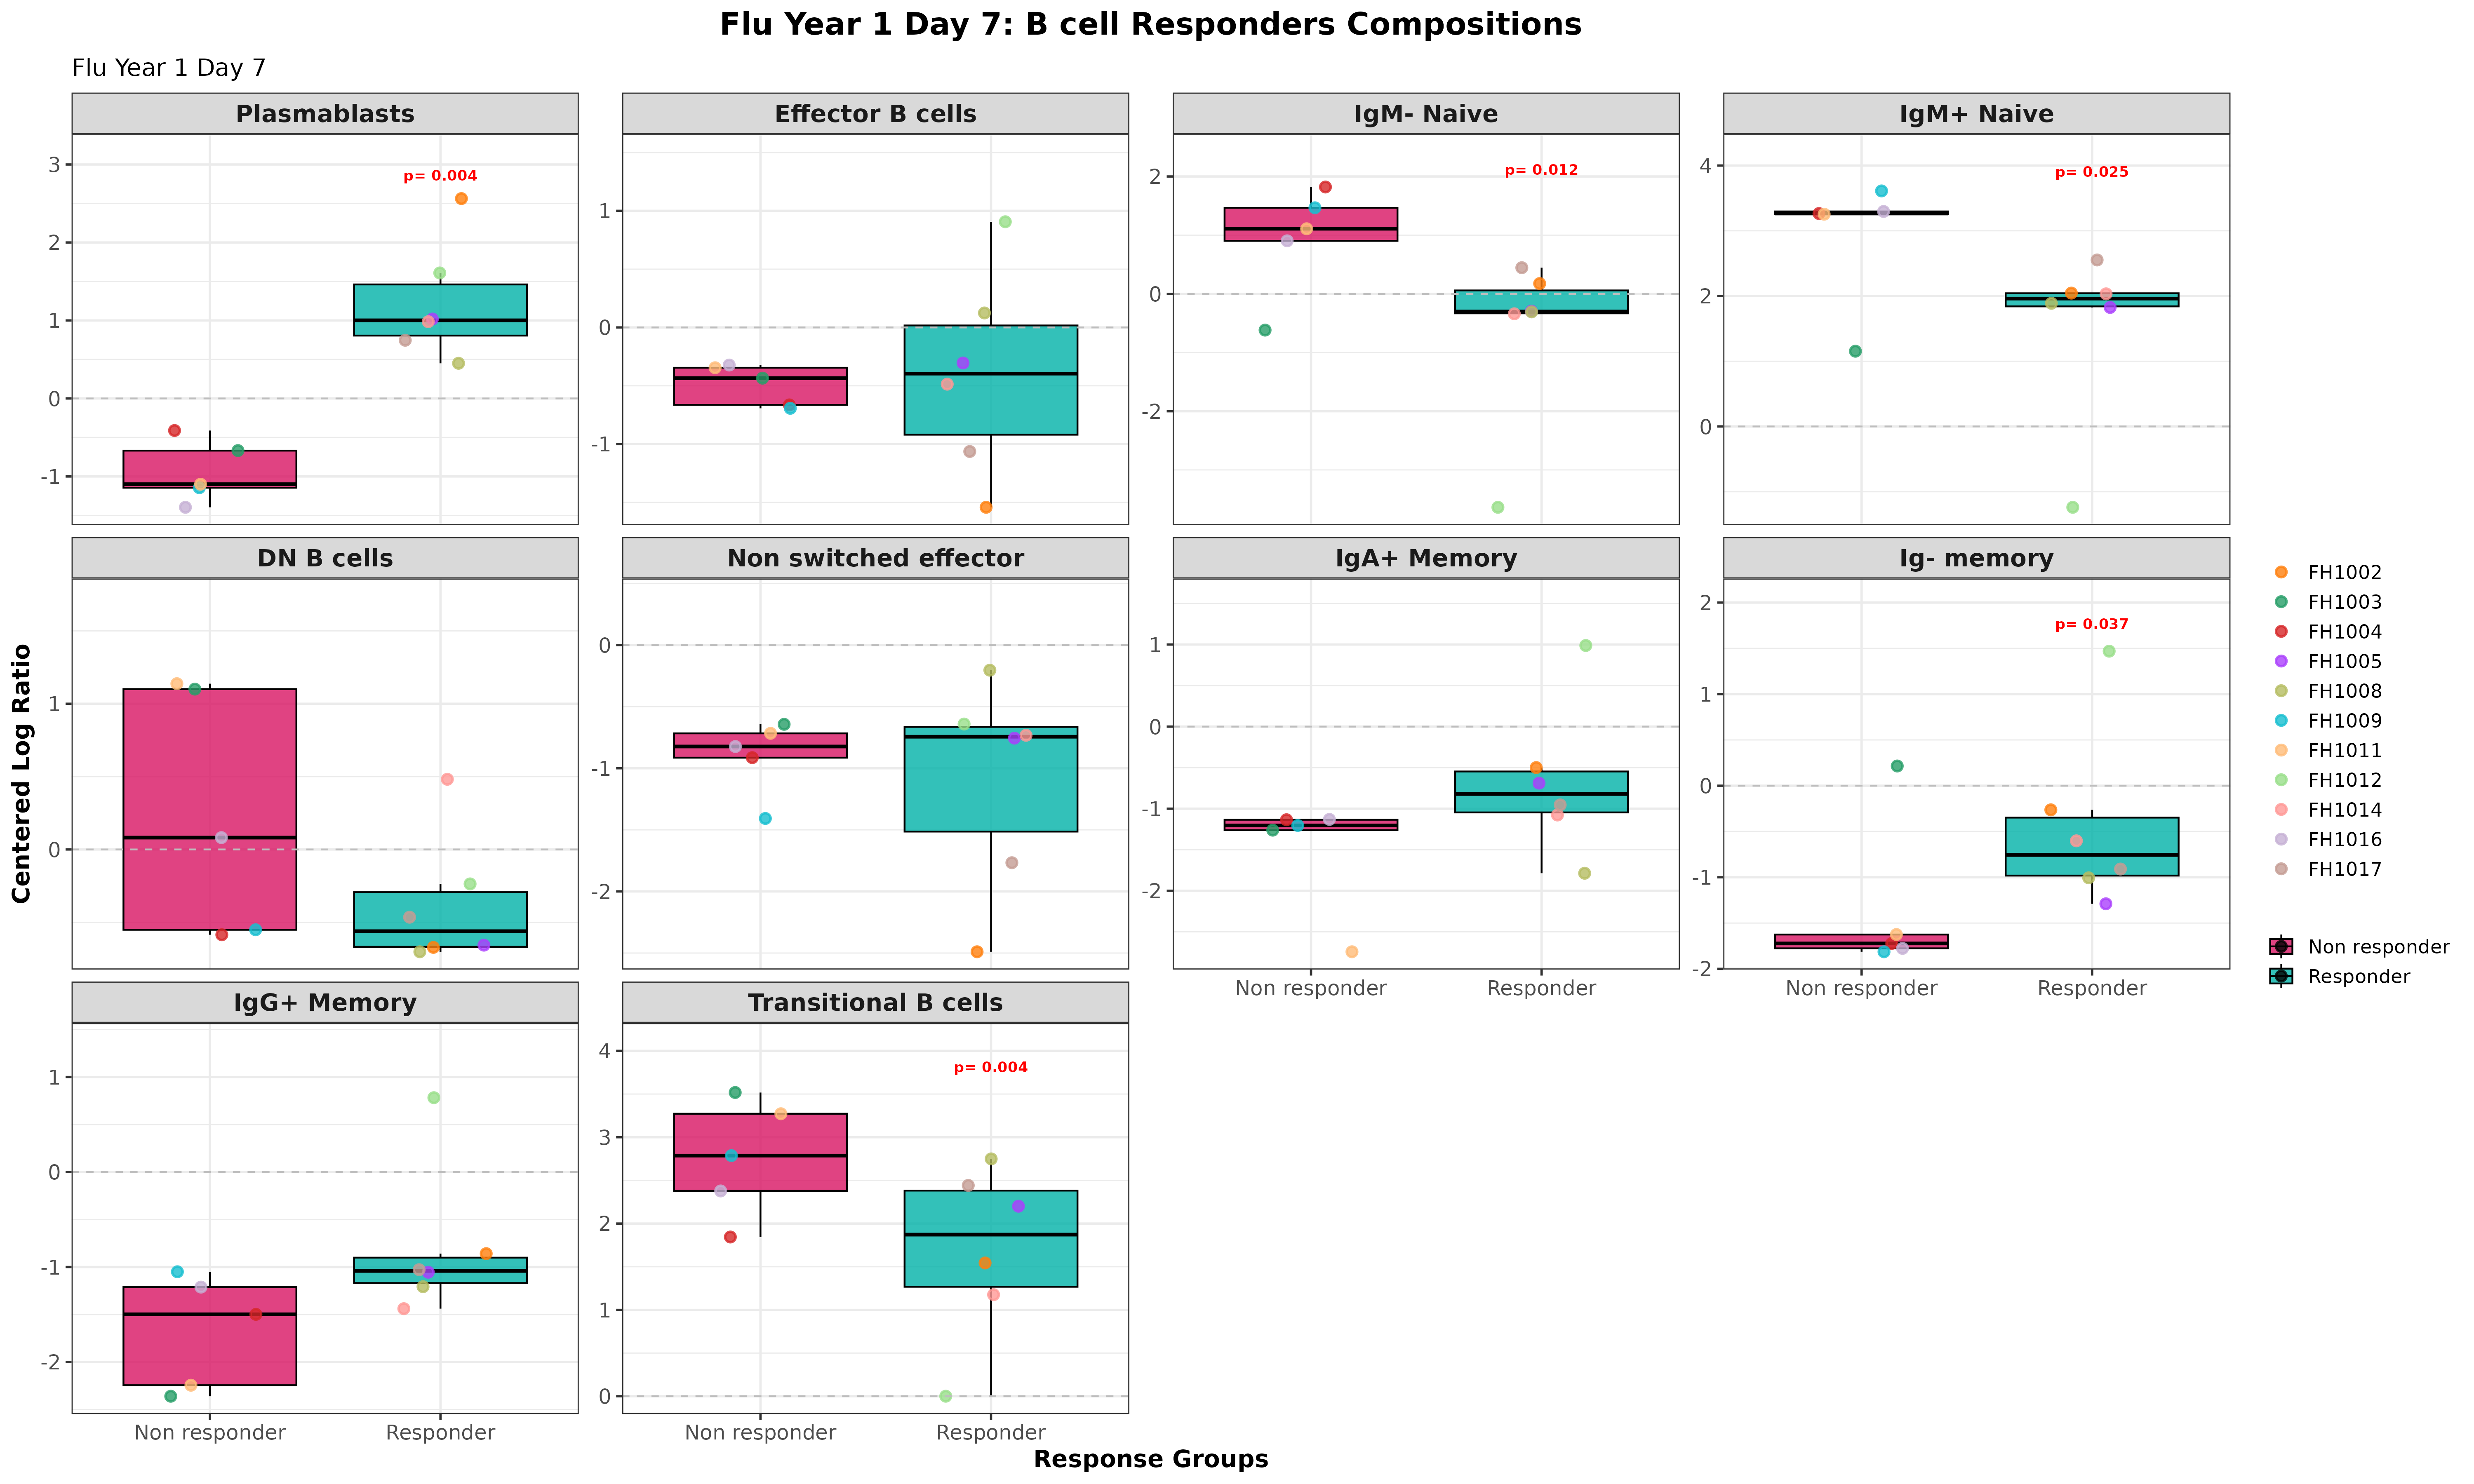 Flu Year 1 Day 7: B cell Responders Compositions
Flu Year 1 Day 7
Plasmablasts
Effector B cells
IgM- Naive
IgM+ Naive
3
2
1
0
-1
p= 0.004
1
0
-1
2
0
-2
p= 0.012
4
2
0
p= 0.025
DN B cells
Non switched effector
IgA+ Memory
Ig- memory
1
0
0
-1
-2
1
0
-1
-2
2
1
0
-1
-2
p= 0.037
Non responder
Responder
Non responder
Responder
IgG+ Memory
Transitional B cells
1
0
-1
-2
4
3
2
1
0
p= 0.004
Non responder
Responder
Non responder
Responder
Response Groups
Centered Log Ratio
FH1002
FH1003
FH1004
FH1005
FH1008
FH1009
FH1011
FH1012
FH1014
FH1016
FH1017
Non responder
Responder